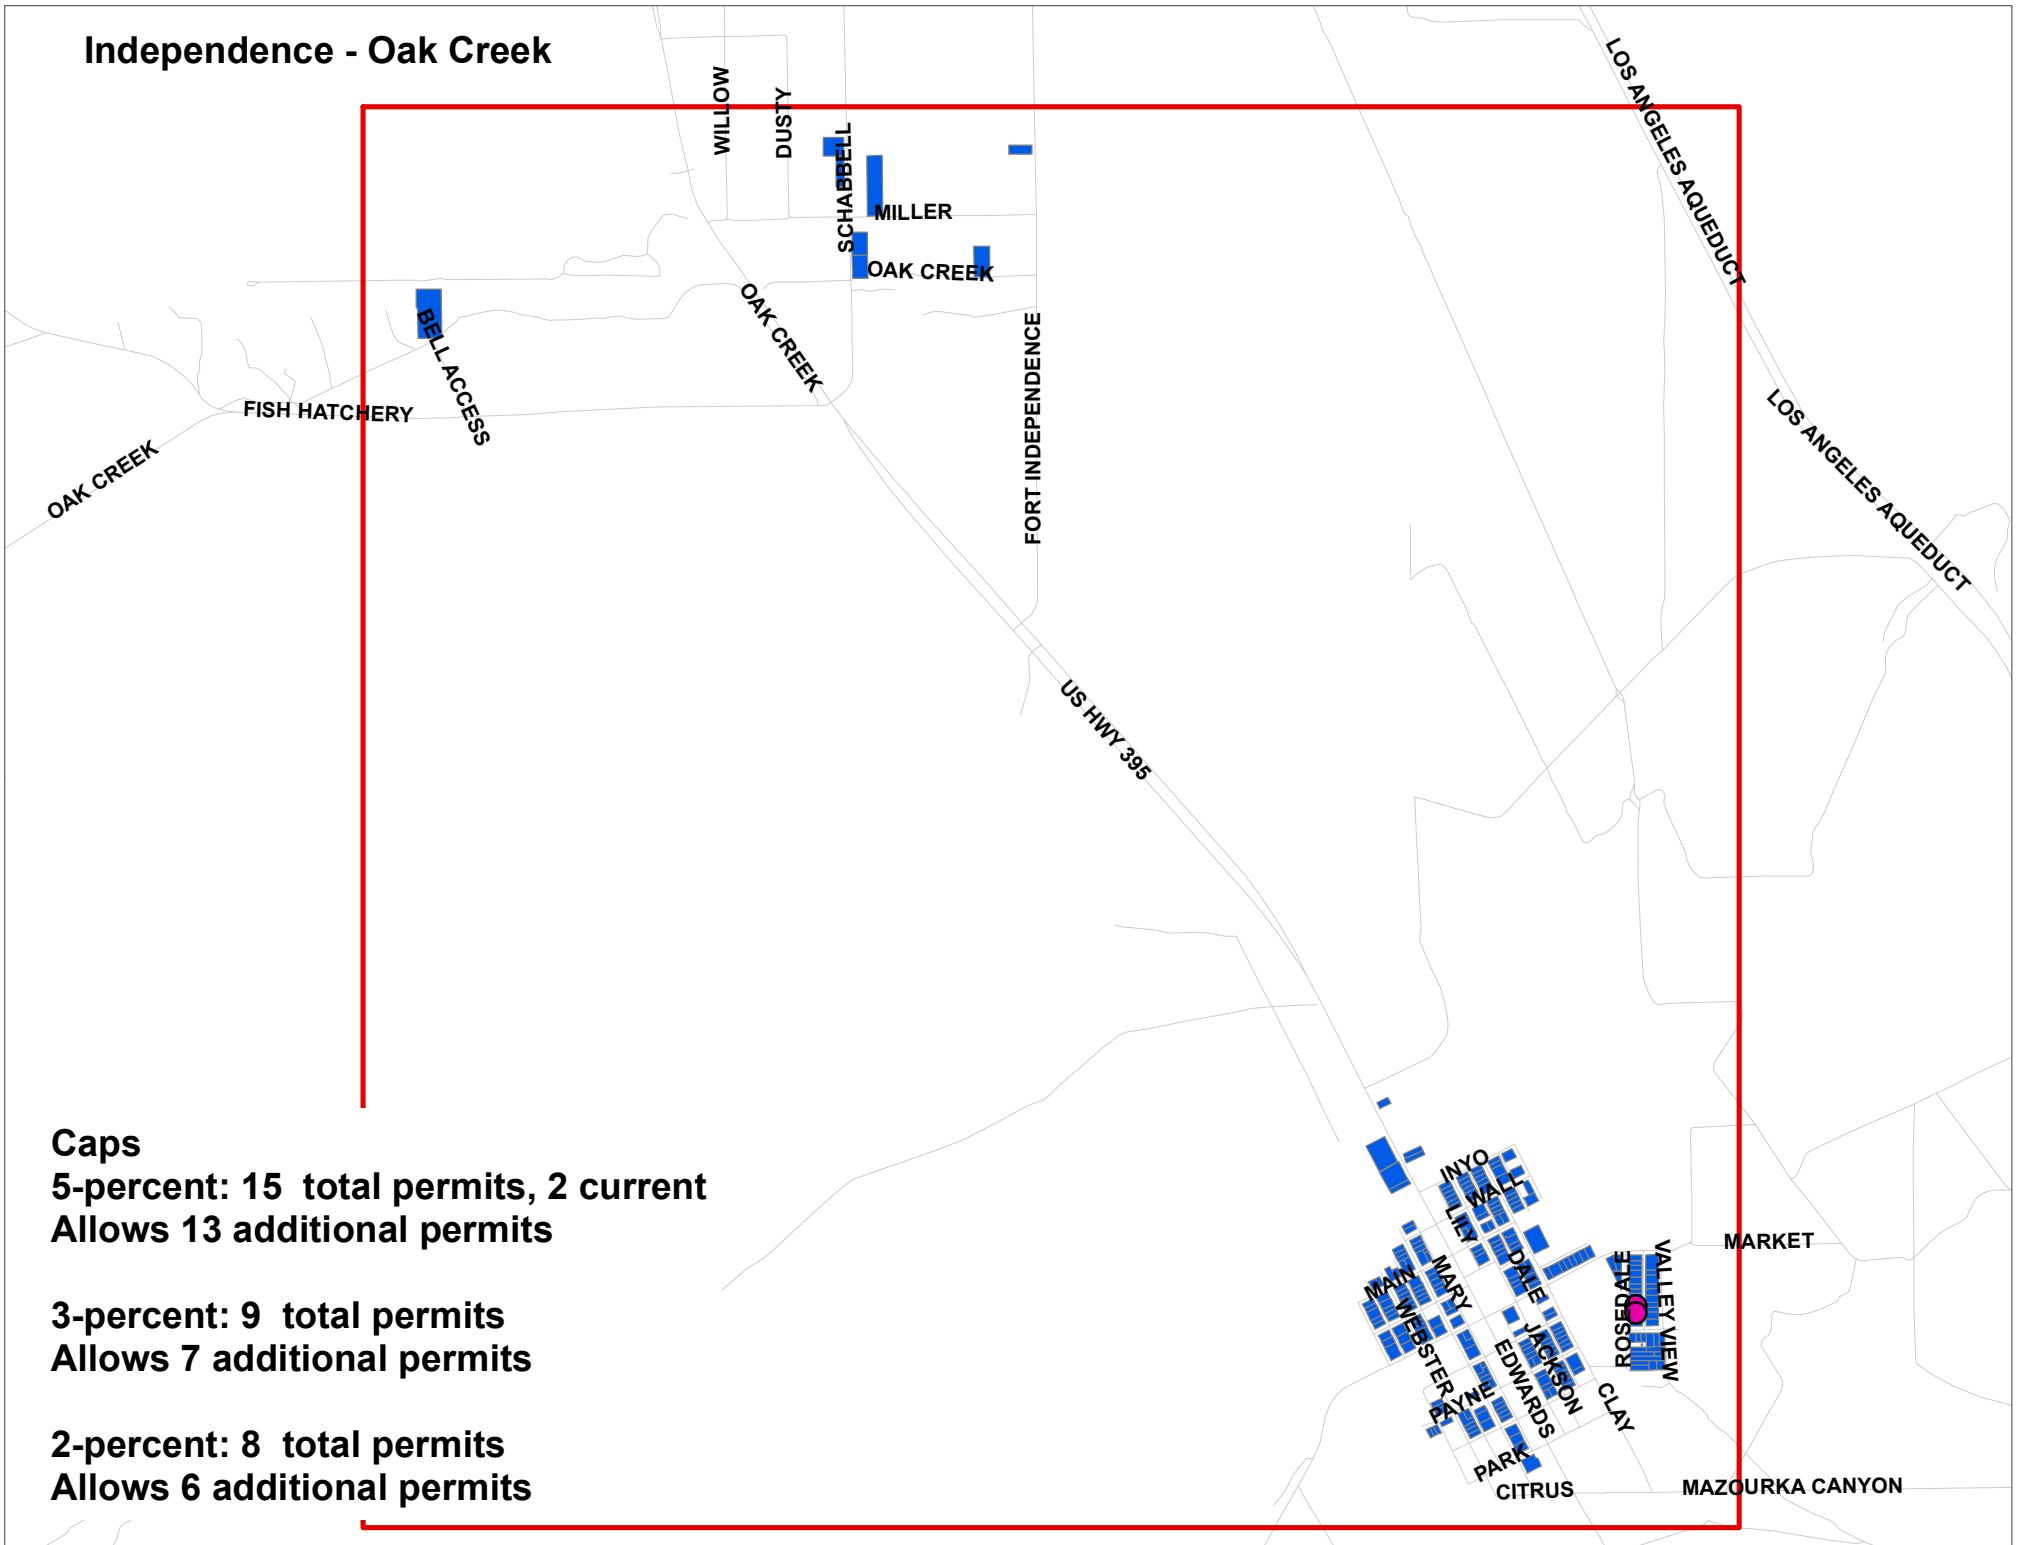 Independence - Oak Creek
WILLOW
DUSTY
SCHABBELL
MILLER
OAK CREEK
LOS ANGELES AQUEDUCT
BELL ACCESS
OAK CREEK
FORT INDEPENDENCE
FISH HATCHERY
OAK CREEK
LOS ANGELES AQUEDUCT
US HWY 395
INYO
WALL
LILY
MAIN
MARY
DALE
MARKET
ROSEDALE
VALLEY VIEW
WEBSTER
JACKSON
EDWARDS
PAYNE
CLAY
PARK
CITRUS
MAZOURKA CANYON
Caps
5-percent: 15 total permits, 2 current
Allows 13 additional permits
3-percent: 9 total permits
Allows 7 additional permits
2-percent: 8 total permits
Allows 6 additional permits